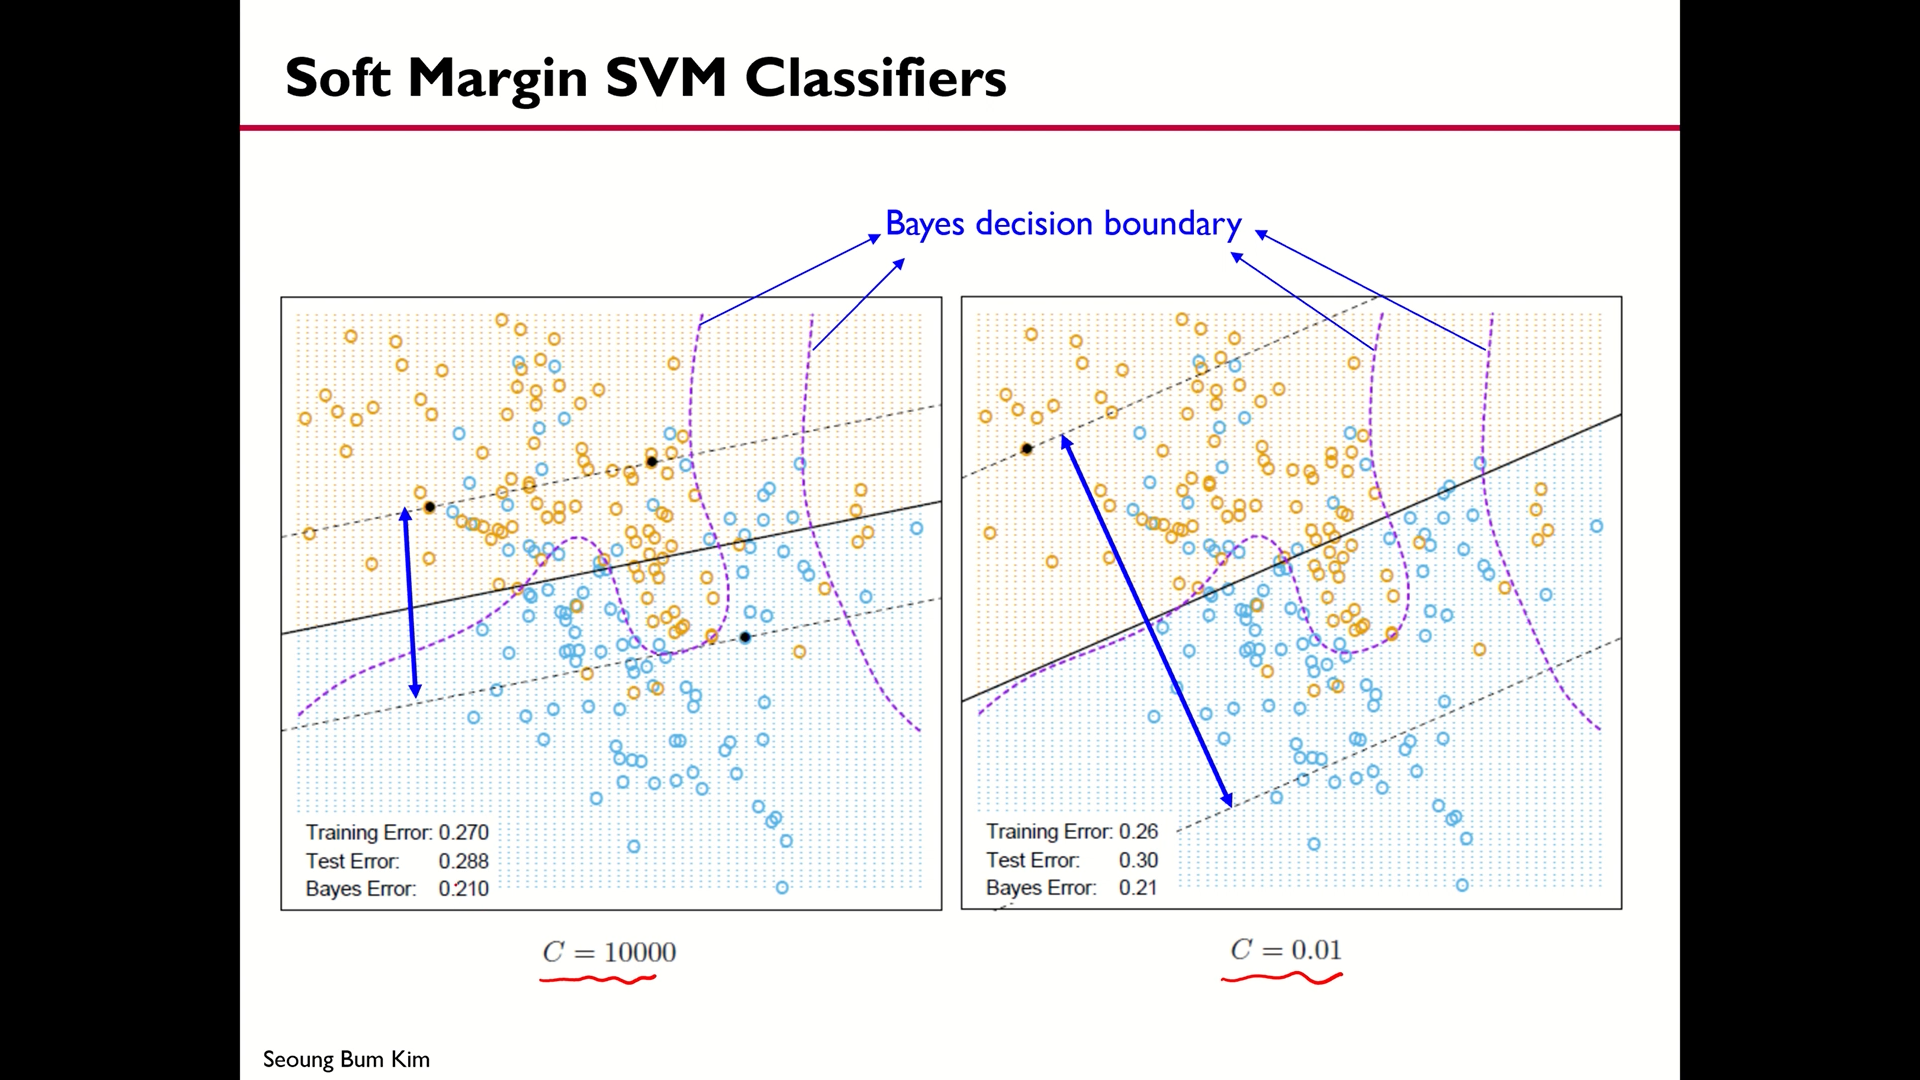 Soft Margin SVM Classifiers
Bayes decision boundary
Training Error: 0.270
Test Error: 0.288
Bayes Error: 0.210
Training Error: 0.26
Test Error: 0.30
Bayes Error: 0.21
C = 10000
C = 0.01
Seoung Bum Kim